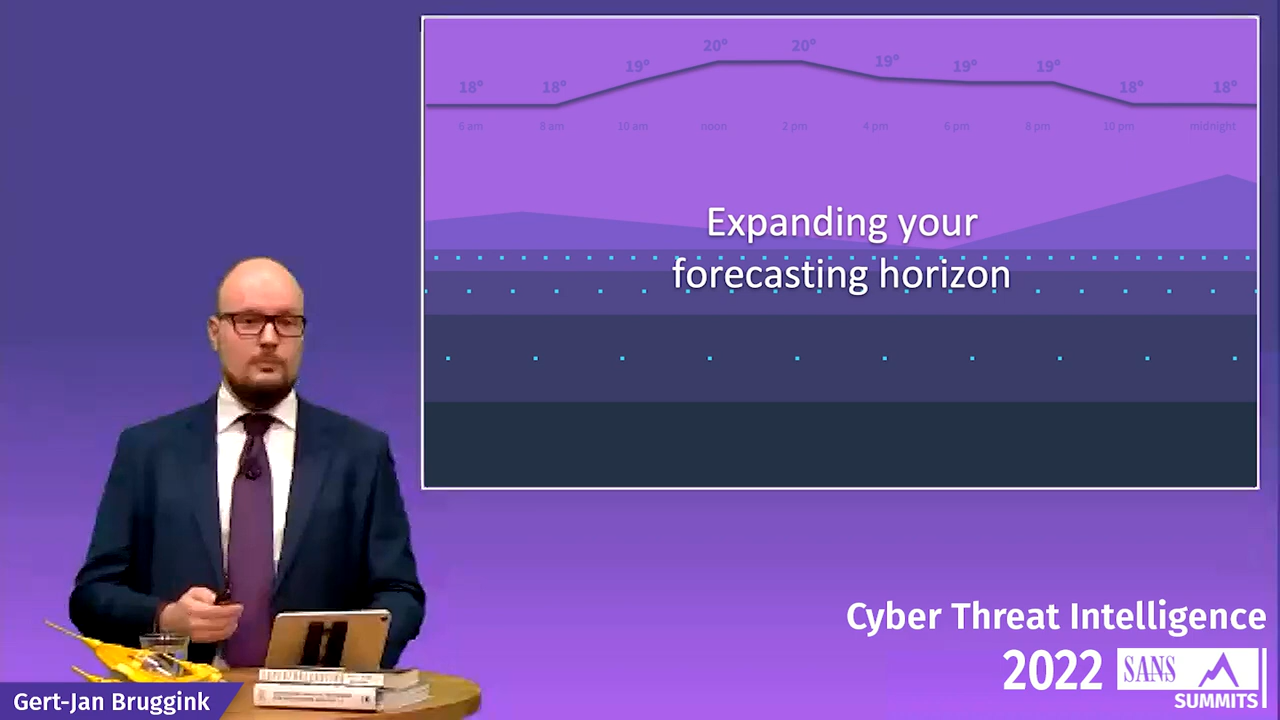 18°
18°
19°
20°
20°
19°
19°
19°
18°
18°
6 am
8 am
10 am
noon
2 pm
4 pm
6 pm
8 pm
10 pm
midnight
Expanding your
forecasting horizon
Cyber Threat Intelligence
2022
SANS
SUMMITS
Gert-Jan Bruggink